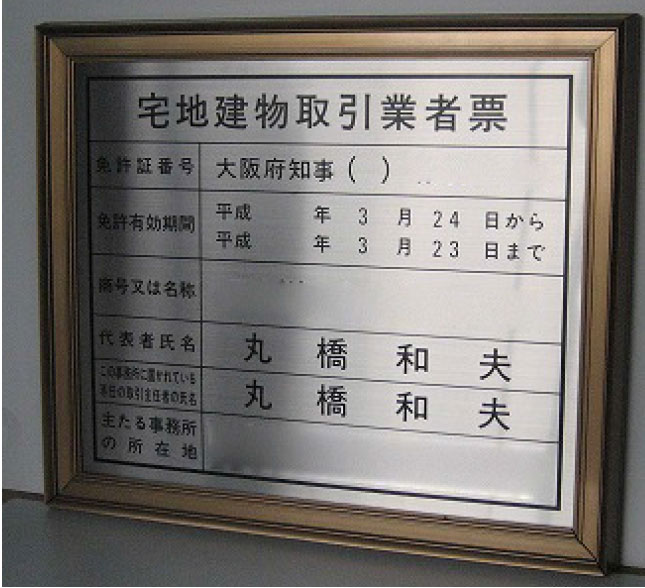 宅地建物取引業者票
免許証番号 大阪府知事( )
免許有効期間 平成 年 3 月 24 日から
平成 年 3 月 23 日まで
商号又は名称
代表者氏名 丸橋和夫
この事務所に置かれている
専任の取引主任者の氏名 丸橋和夫
主たる事務所
の所在地